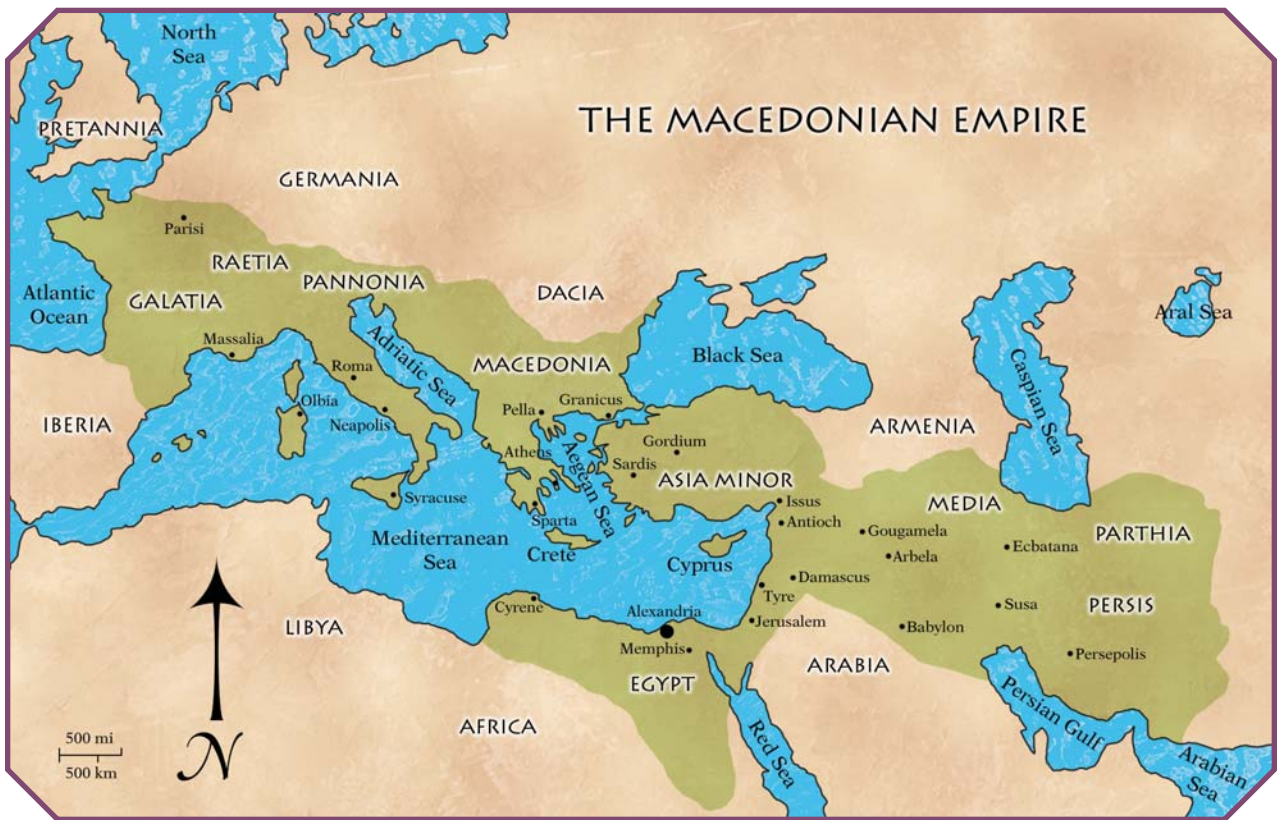 North
Sea
PRETANNIA
THE MACEDONIAN EMPIRE
GERMANIA
Parisi
RAETIA
PANNONIA
GALATIA
DACIA
Atlantic
Ocean
Aral Sea
Massalia
Adriatic Sea
Black Sea
Caspian Sea
Roma
MACEDONIA
Olbia
Neapolis
Pella
Granicus
IBERIA
ARMENIA
Gordium
Athens
Aegean Sea
Sardis
ASIA MINOR
Syracuse
Issus
MEDIA
Sparta
Antioch
Gougamela
PARTHIA
Mediterranean
Sea
Crete
Cyprus
Arbela
Ecbatana
Damascus
Tyre
Cyrene
Alexandria
Susa
PERSIS
LIBYA
Jerusalem
Babylon
Memphis
Persepolis
ARABIA
EGYPT
Persian Gulf
AFRICA
Red Sea
500 mi
500 km
N
Arabian
Sea